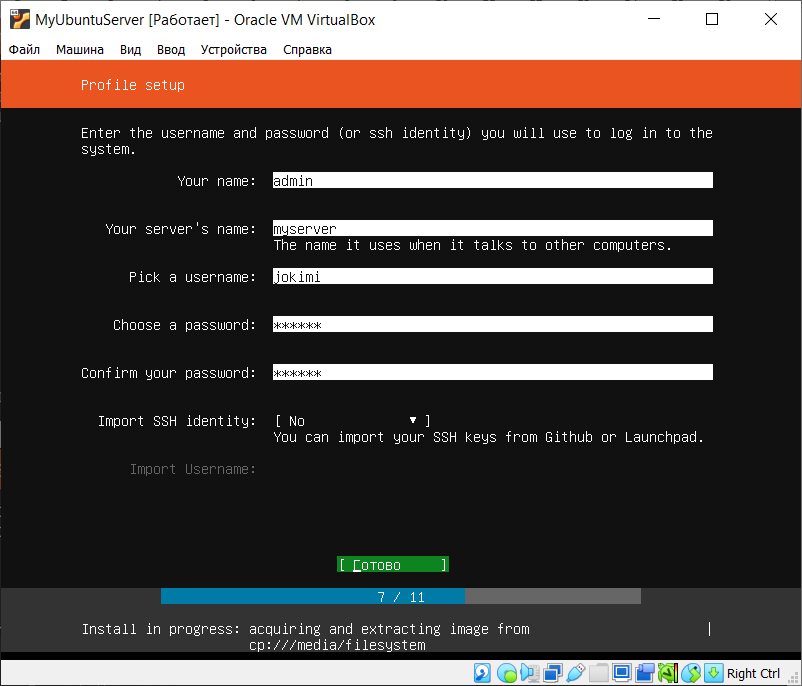 MyUbuntuServer [Работает] - Oracle VM VirtualBox
Файл Машина Вид Ввод Устройства Справка
Profile setup
Enter the username and password (or ssh identity) you will use to log in to the
system.
Your name: admin
Your server's name: myserver
The name it uses when it talks to other computers.
Pick a username: jokimi
Choose a password: ******
Confirm your password: ******
Import SSH identity: [ No ▼ ]
You can import your SSH keys from Github or Launchpad.
Import Username:
[ Готово ]
7 / 11
Install in progress: acquiring and extracting image from
cp:///media/filesystem
Right Ctrl